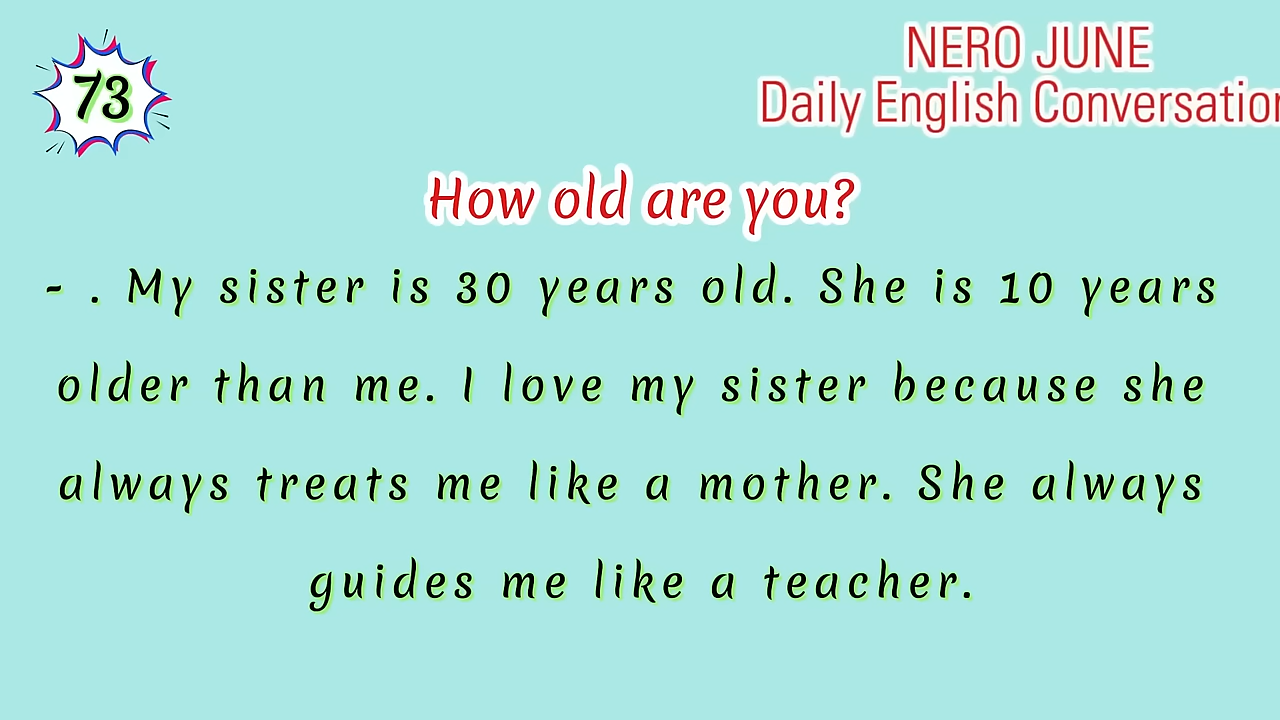 73
NERO JUNE
Daily English Conversation
How old are you?
- . My sister is 30 years old. She is 10 years
older than me. I love my sister because she
always treats me like a mother. She always
guides me like a teacher.